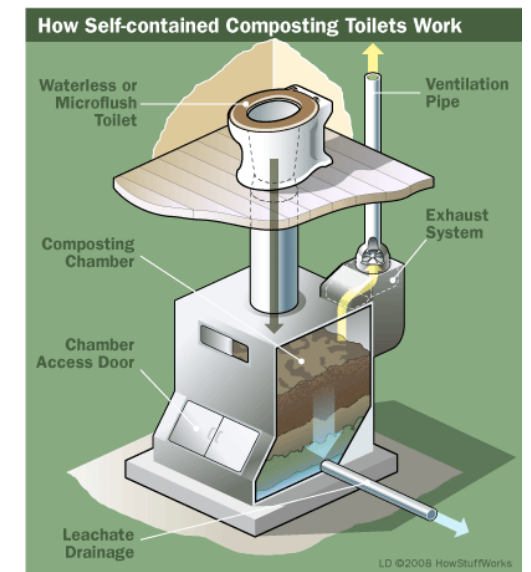 How Self-contained Composting Toilets Work
Waterless or
Microflush
Toilet
Ventilation
Pipe
Exhaust
System
Composting
Chamber
Chamber
Access Door
Leachate
Drainage
LD ©2008 HowStuffWorks